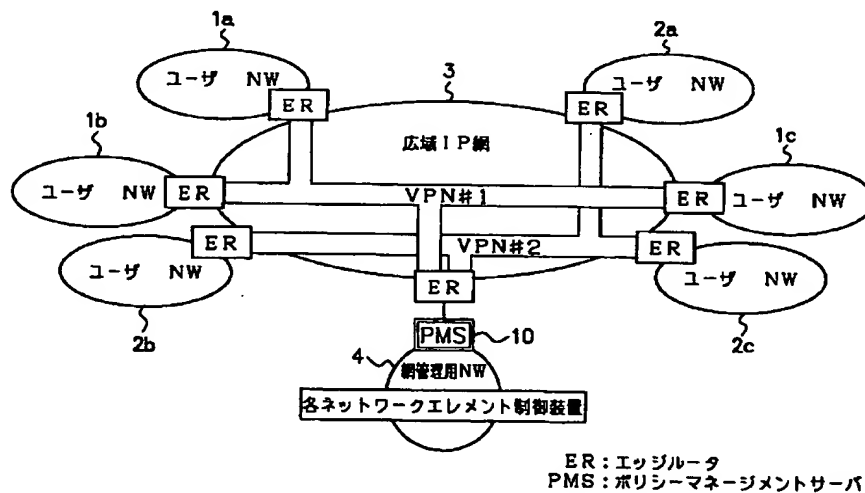 1a
2a
ユーザ NW
ER
3
ER
ユーザ NW
広域IP網
1b
1c
ユーザ NW
ER
VPN#1
ER
ユーザ NW
ER
VPN#2
ER
ユーザ NW
ER
ユーザ NW
2b
PMS
10
2c
4
網管理用NW
各ネットワークエレメント制御装置
ER:エッジルータ
PMS:ポリシーマネージメントサーバ